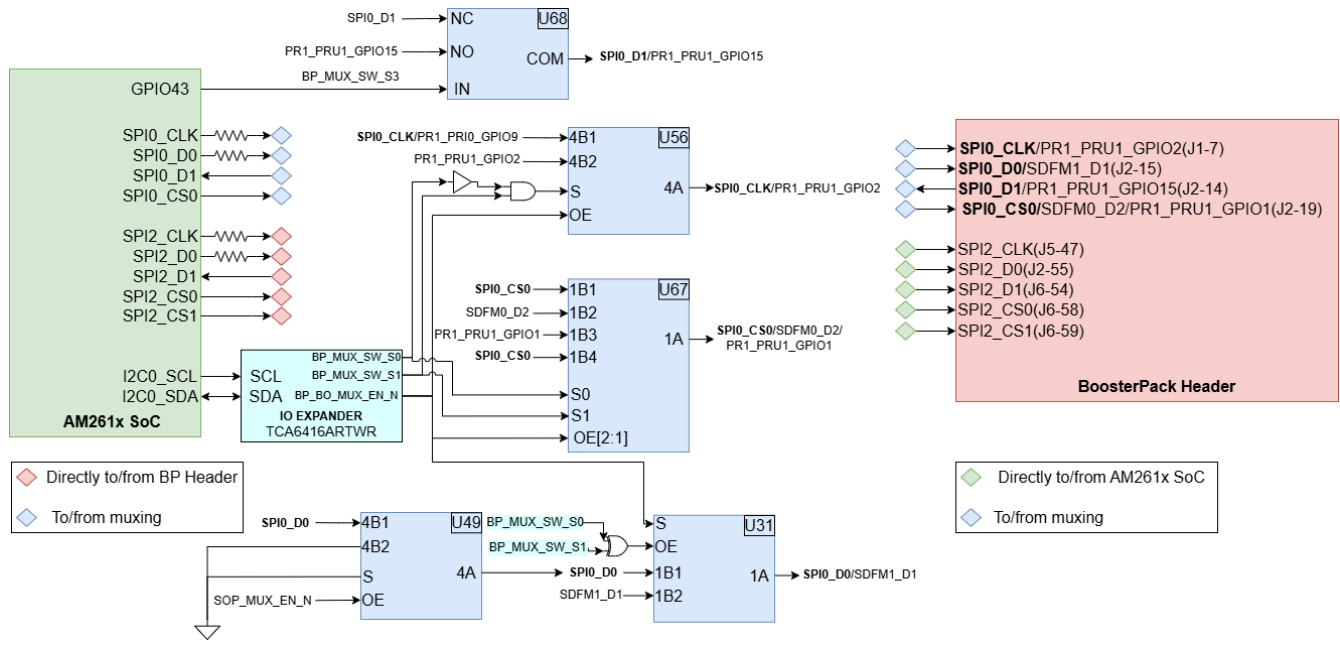 SPI0_D1
NC
U68
PR1_PRU1_GPIO15
NO
COM
SPI0_D1/PR1_PRU1_GPIO15
BP_MUX_SW_S3
IN
GPIO43
SPI0_CLK
SPI0_D0
SPI0_D1
SPI0_CS0
SPI2_CLK
SPI2_D0
SPI2_D1
SPI2_CS0
SPI2_CS1
I2C0_SCL
I2C0_SDA
AM261x SoC
SPI0_CLK/PR1_PRI0_GPIO9
4B1
U56
PR1_PRU1_GPIO2
4B2
S
4A
SPI0_CLK/PR1_PRU1_GPIO2
OE
SPI0_CS0
1B1
U67
SDFM0_D2
1B2
PR1_PRU1_GPIO1
1B3
SPI0_CS0
1B4
1A
SPI0_CS0/SDFM0_D2/
PR1_PRU1_GPIO1
S0
S1
OE[2:1]
BP_MUX_SW_S0
SCL
BP_MUX_SW_S1
SDA
BP_BO_MUX_EN_N
IO EXPANDER
TCA6416ARTWR
SPI0_CLK/PR1_PRU1_GPIO2(J1-7)
SPI0_D0/SDFM1_D1(J2-15)
SPI0_D1/PR1_PRU1_GPIO15(J2-14)
SPI0_CS0/SDFM0_D2/PR1_PRU1_GPIO1(J2-19)
SPI2_CLK(J5-47)
SPI2_D0(J2-55)
SPI2_D1(J6-54)
SPI2_CS0(J6-58)
SPI2_CS1(J6-59)
BoosterPack Header
Directly to/from BP Header
To/from muxing
Directly to/from AM261x SoC
To/from muxing
SPI0_D0
4B1
U49
4B2
S
4A
SOP_MUX_EN_N
OE
BP_MUX_SW_S0
BP_MUX_SW_S1
S
U31
OE
SPI0_D0
1B1
SDFM1_D1
1B2
1A
SPI0_D0/SDFM1_D1